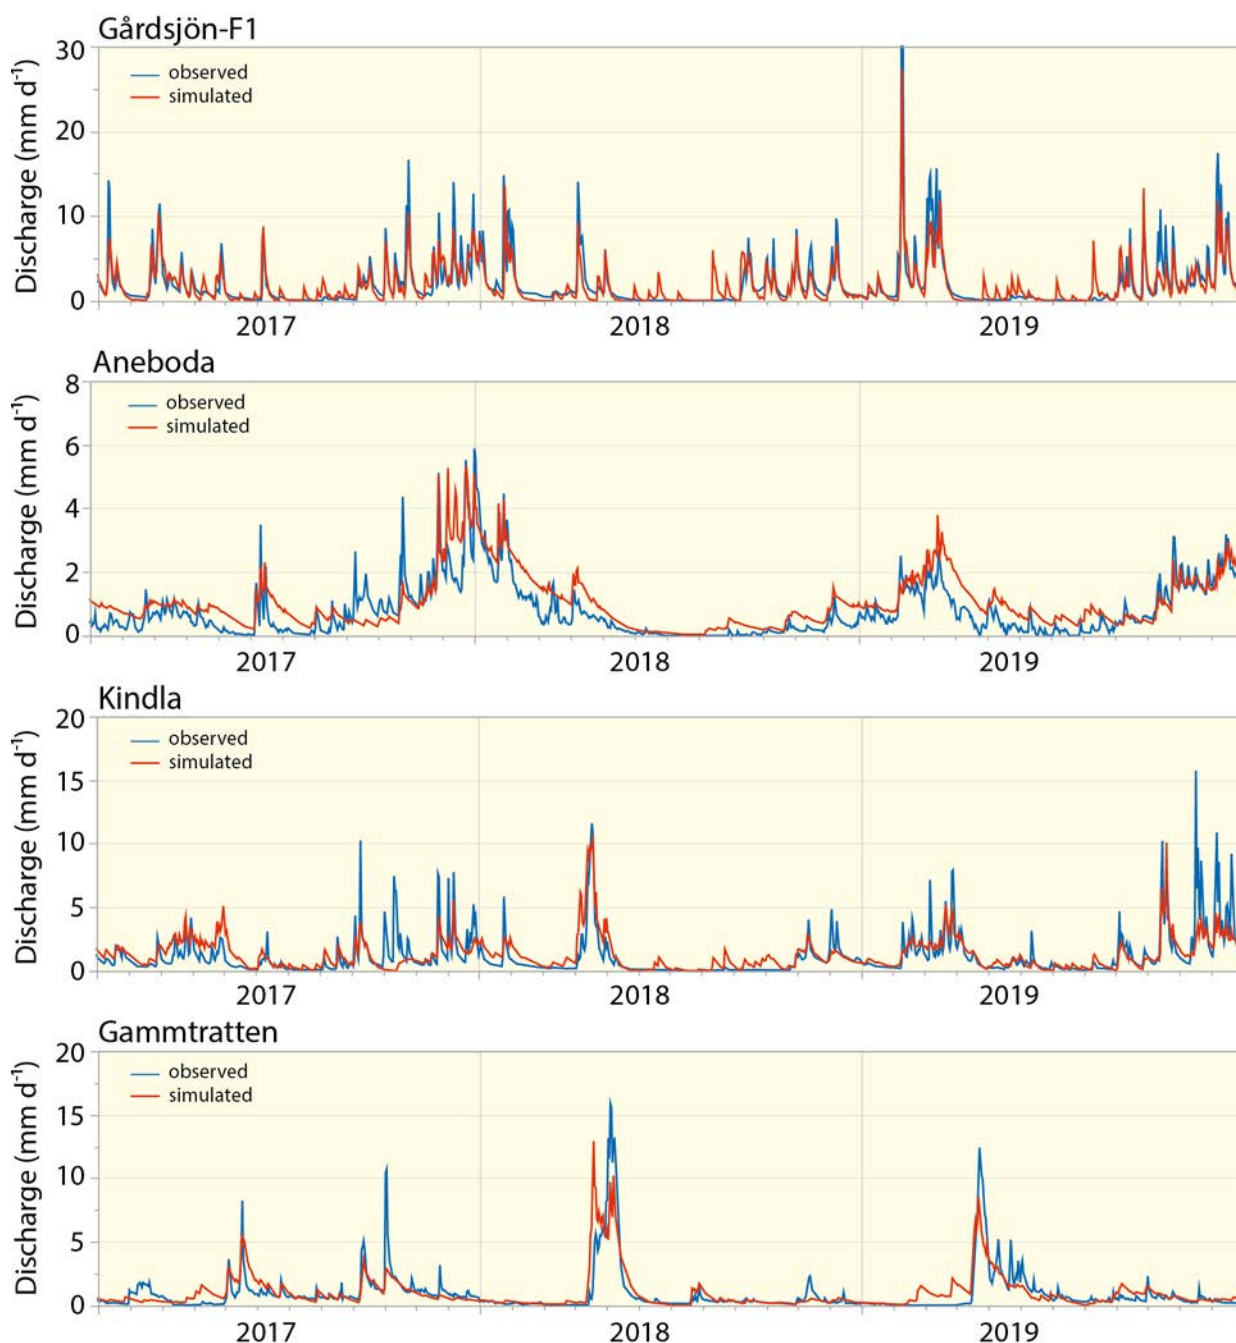 Gårdsjön-F1
Discharge (mm d-1)
30
20
10
0
observed
simulated
2017 2018 2019
Aneboda
Discharge (mm d-1)
8
6
4
2
0
observed
simulated
2017 2018 2019
Kindla
Discharge (mm d-1)
20
15
10
5
0
observed
simulated
2017 2018 2019
Gammtratten
Discharge (mm d-1)
20
15
10
5
0
observed
simulated
2017 2018 2019